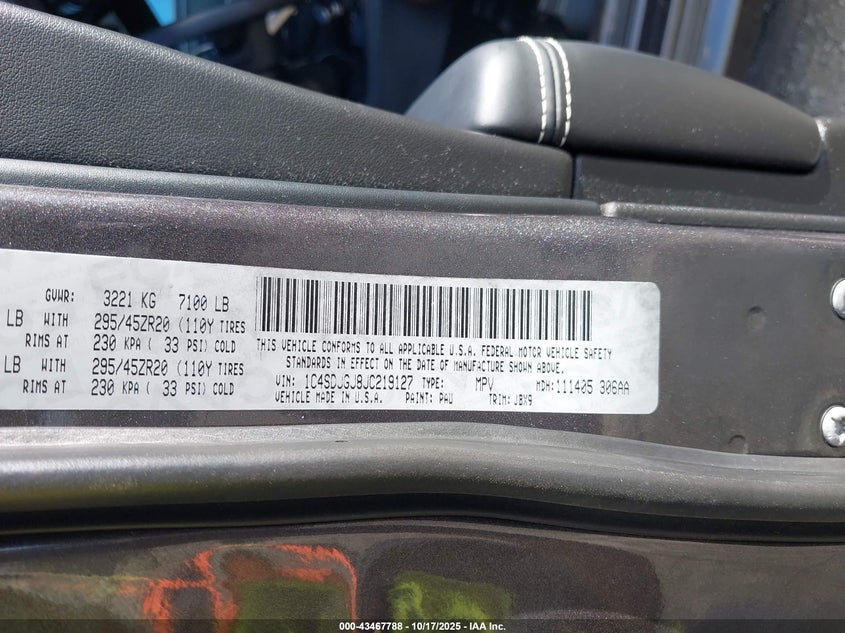 GVWR: 3221 KG 7100 LB
LB WITH 295/45ZR20 (110Y TIRES
RIMS AT 230 KPA ( 33 PSI) COLD
LB WITH 295/45ZR20 (110Y TIRES
RIMS AT 230 KPA ( 33 PSI) COLD
THIS VEHICLE CONFORMS TO ALL APPLICABLE U.S.A. FEDERAL MOTOR VEHICLE SAFETY
STANDARDS IN EFFECT ON THE DATE OF MANUFACTURE SHOWN ABOVE.
VIN: 1C4SDJGJ8JC219127 TYPE: MPV MDH: 111405 306AA
VEHICLE MADE IN U.S.A. PAINT: PAU TRIM: JBX9
000-43467788 - 10/17/2025 - IAA Inc.